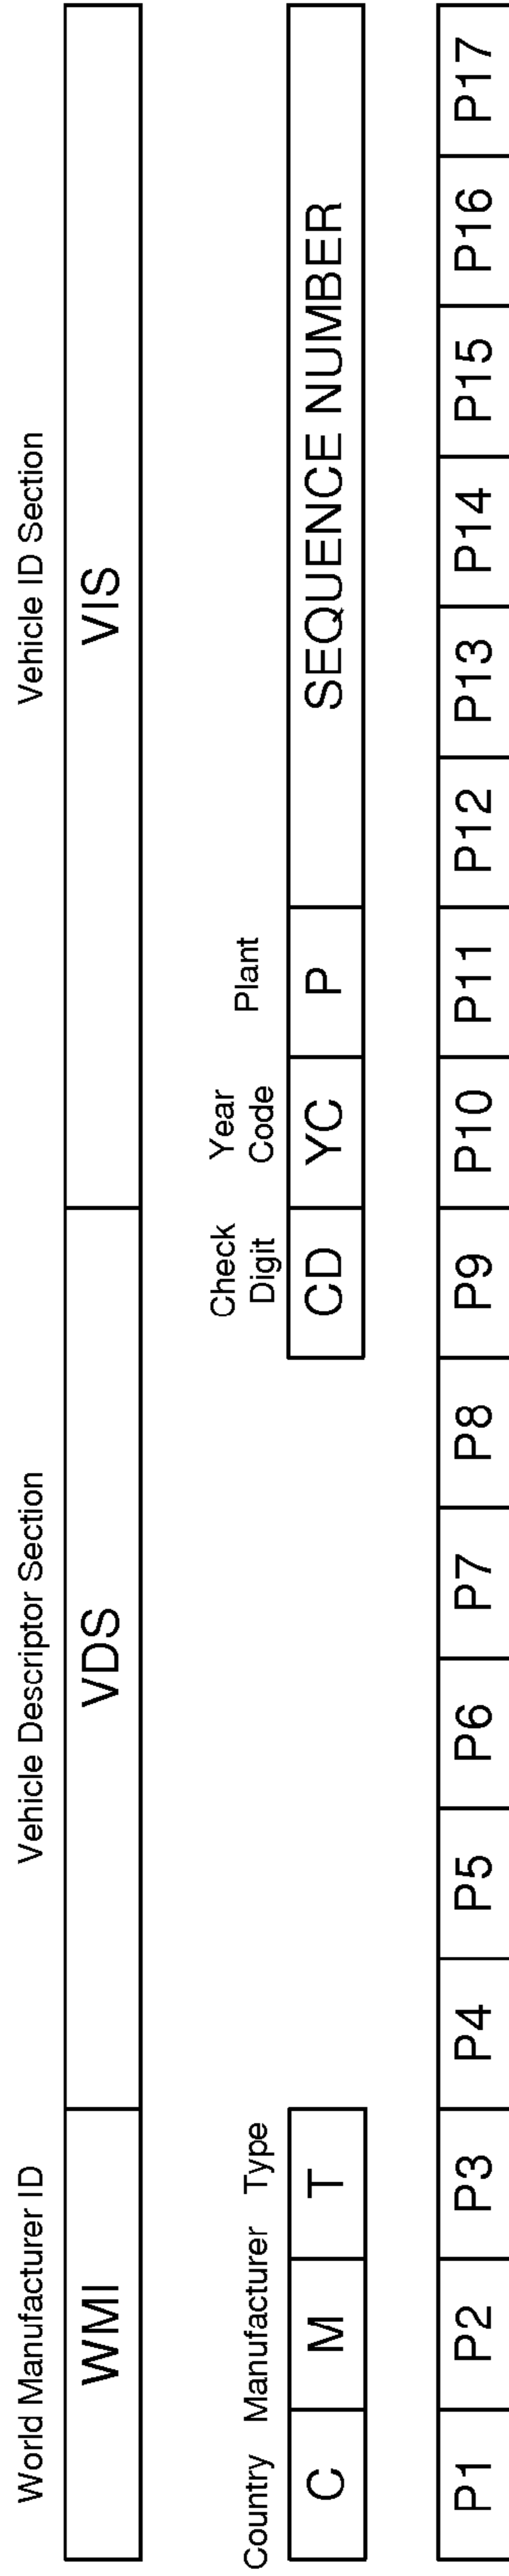 World Manufacturer ID
Vehicle Descriptor Section
Vehicle ID Section
WMI
VDS
VIS
Country
Manufacturer
Type
Check
Digit
Year
Code
Plant
C
M
T
CD
YC
P
SEQUENCE NUMBER
P1
P2
P3
P4
P5
P6
P7
P8
P9
P10
P11
P12
P13
P14
P15
P16
P17